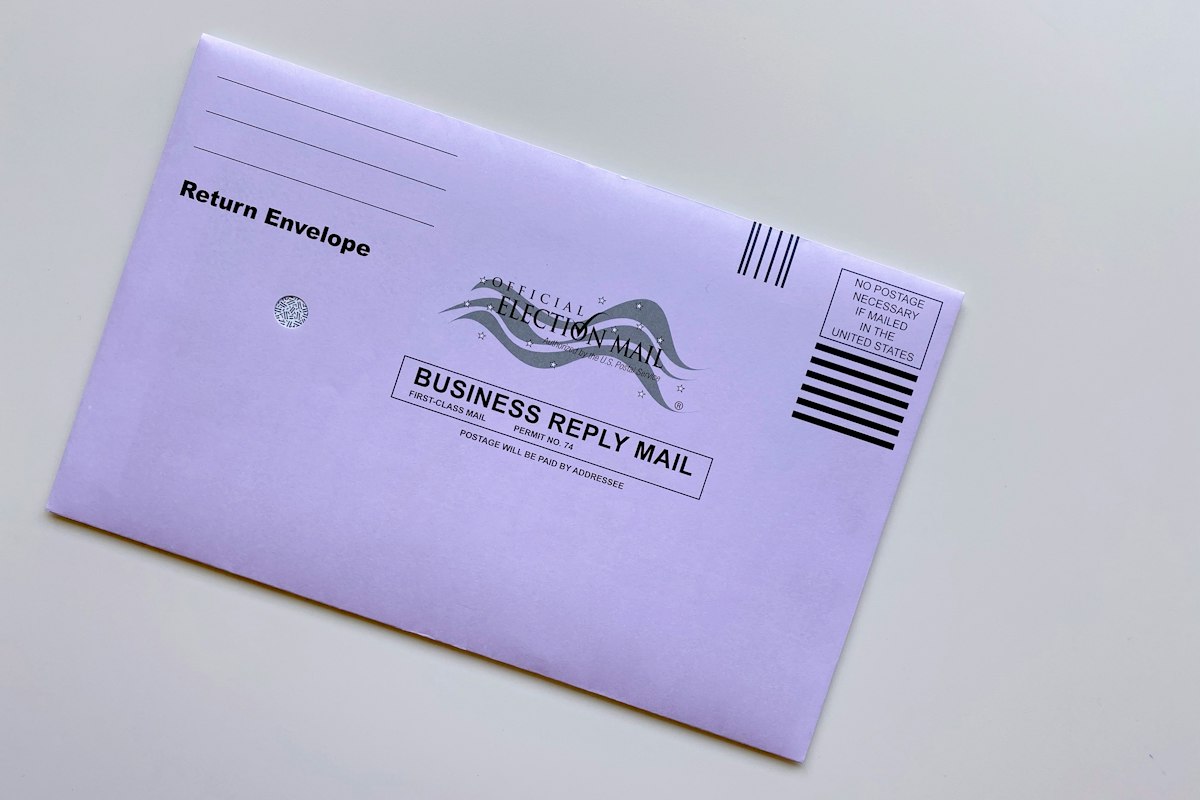 Return Envelope
OFFICIAL
ELECTION MAIL
Authorized by the U.S. Postal Service
®
BUSINESS REPLY MAIL
FIRST-CLASS MAIL PERMIT NO. 74
POSTAGE WILL BE PAID BY ADDRESSEE
NO POSTAGE
NECESSARY
IF MAILED
IN THE
UNITED STATES